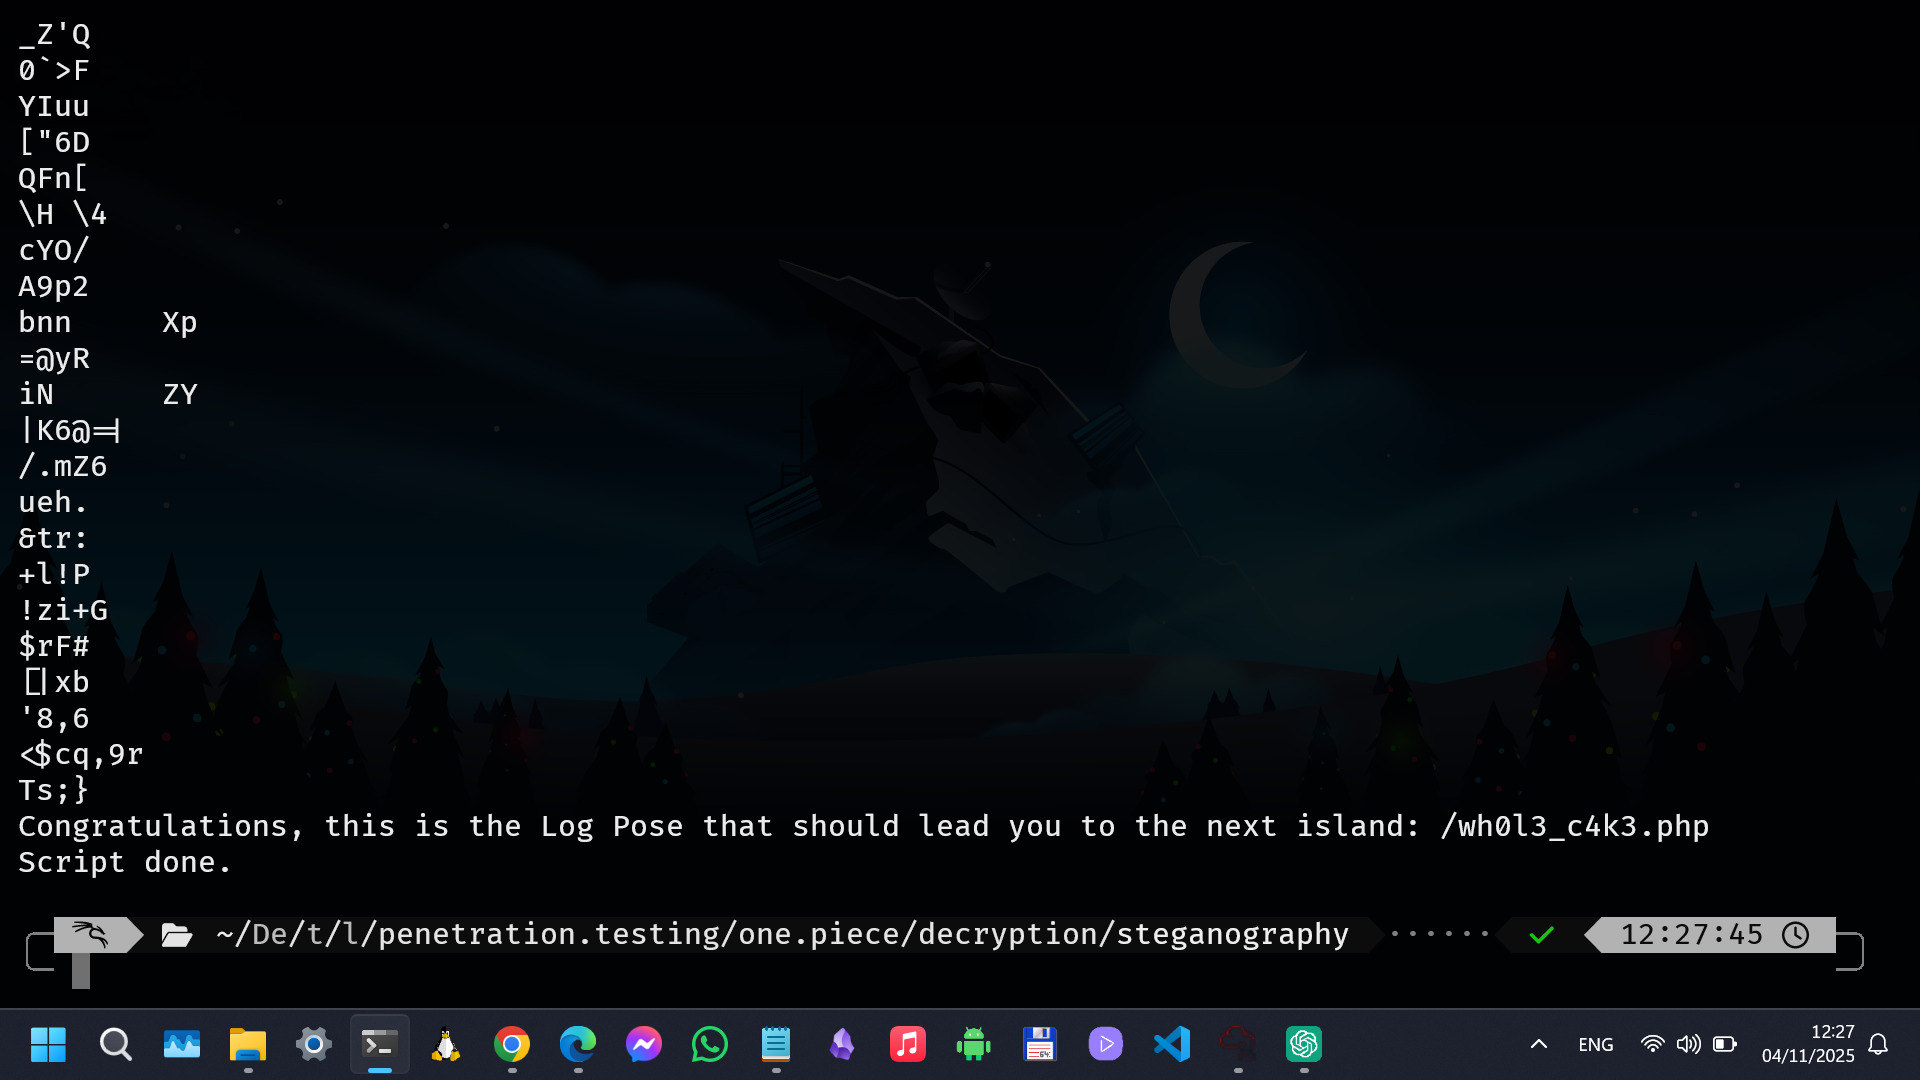 _Z'Q
0`>F
YIuu
["6D
QFn[
\H \4
cYO/
A9p2
bnn     Xp
=@yR
iN      ZY
|K6@=|
/.mZ6
ueh.
&tr:
+l!P
!zi+G
$rF#
[|xb
'8,6
<$cq,9r
Ts;}
Congratulations, this is the Log Pose that should lead you to the next island: /wh0l3_c4k3.php
Script done.
~/De/t/l/penetration.testing/one.piece/decryption/steganography ······ 12:27:45
ENG
12:27
04/11/2025